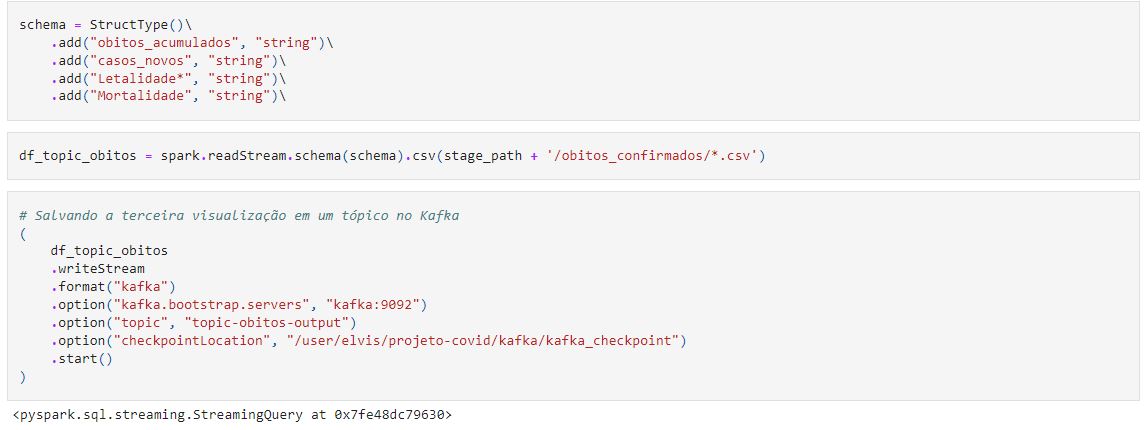 schema = StructType()\
    .add("obitos_acumulados", "string")\
    .add("casos_novos", "string")\
    .add("Letalidade*", "string")\
    .add("Mortalidade", "string")\
df_topic_obitos = spark.readStream.schema(schema).csv(stage_path + '/obitos_confirmados/*.csv')
# Salvando a terceira visualização em um tópico no Kafka
(
    df_topic_obitos
    .writeStream
    .format("kafka")
    .option("kafka.bootstrap.servers", "kafka:9092")
    .option("topic", "topic-obitos-output")
    .option("checkpointLocation", "/user/elvis/projeto-covid/kafka/kafka_checkpoint")
    .start()
)
<pyspark.sql.streaming.StreamingQuery at 0x7fe48dc79630>